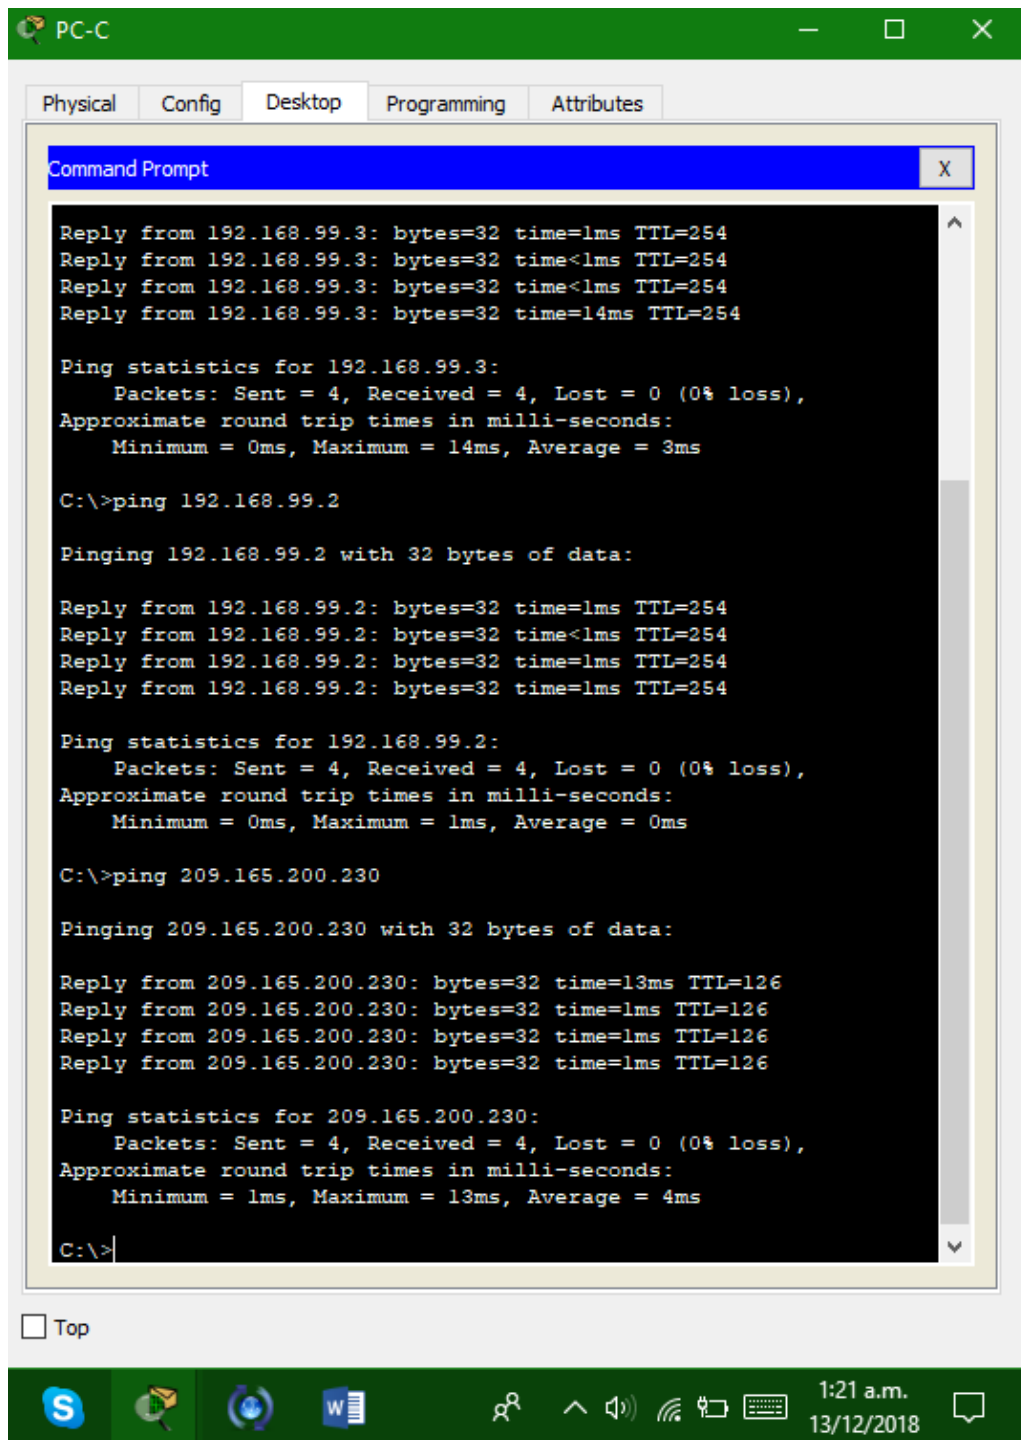 PC-C
Physical Config Desktop Programming Attributes
Command Prompt X
Reply from 192.168.99.3: bytes=32 time=1ms TTL=254
Reply from 192.168.99.3: bytes=32 time<1ms TTL=254
Reply from 192.168.99.3: bytes=32 time<1ms TTL=254
Reply from 192.168.99.3: bytes=32 time=14ms TTL=254
Ping statistics for 192.168.99.3:
Packets: Sent = 4, Received = 4, Lost = 0 (0% loss),
Approximate round trip times in milli-seconds:
Minimum = 0ms, Maximum = 14ms, Average = 3ms
C:\>ping 192.168.99.2
Pinging 192.168.99.2 with 32 bytes of data:
Reply from 192.168.99.2: bytes=32 time=1ms TTL=254
Reply from 192.168.99.2: bytes=32 time<1ms TTL=254
Reply from 192.168.99.2: bytes=32 time=1ms TTL=254
Reply from 192.168.99.2: bytes=32 time=1ms TTL=254
Ping statistics for 192.168.99.2:
Packets: Sent = 4, Received = 4, Lost = 0 (0% loss),
Approximate round trip times in milli-seconds:
Minimum = 0ms, Maximum = 1ms, Average = 0ms
C:\>ping 209.165.200.230
Pinging 209.165.200.230 with 32 bytes of data:
Reply from 209.165.200.230: bytes=32 time=13ms TTL=126
Reply from 209.165.200.230: bytes=32 time=1ms TTL=126
Reply from 209.165.200.230: bytes=32 time=1ms TTL=126
Reply from 209.165.200.230: bytes=32 time=1ms TTL=126
Ping statistics for 209.165.200.230:
Packets: Sent = 4, Received = 4, Lost = 0 (0% loss),
Approximate round trip times in milli-seconds:
Minimum = 1ms, Maximum = 13ms, Average = 4ms
C:\>
Top
1:21 a.m.
13/12/2018